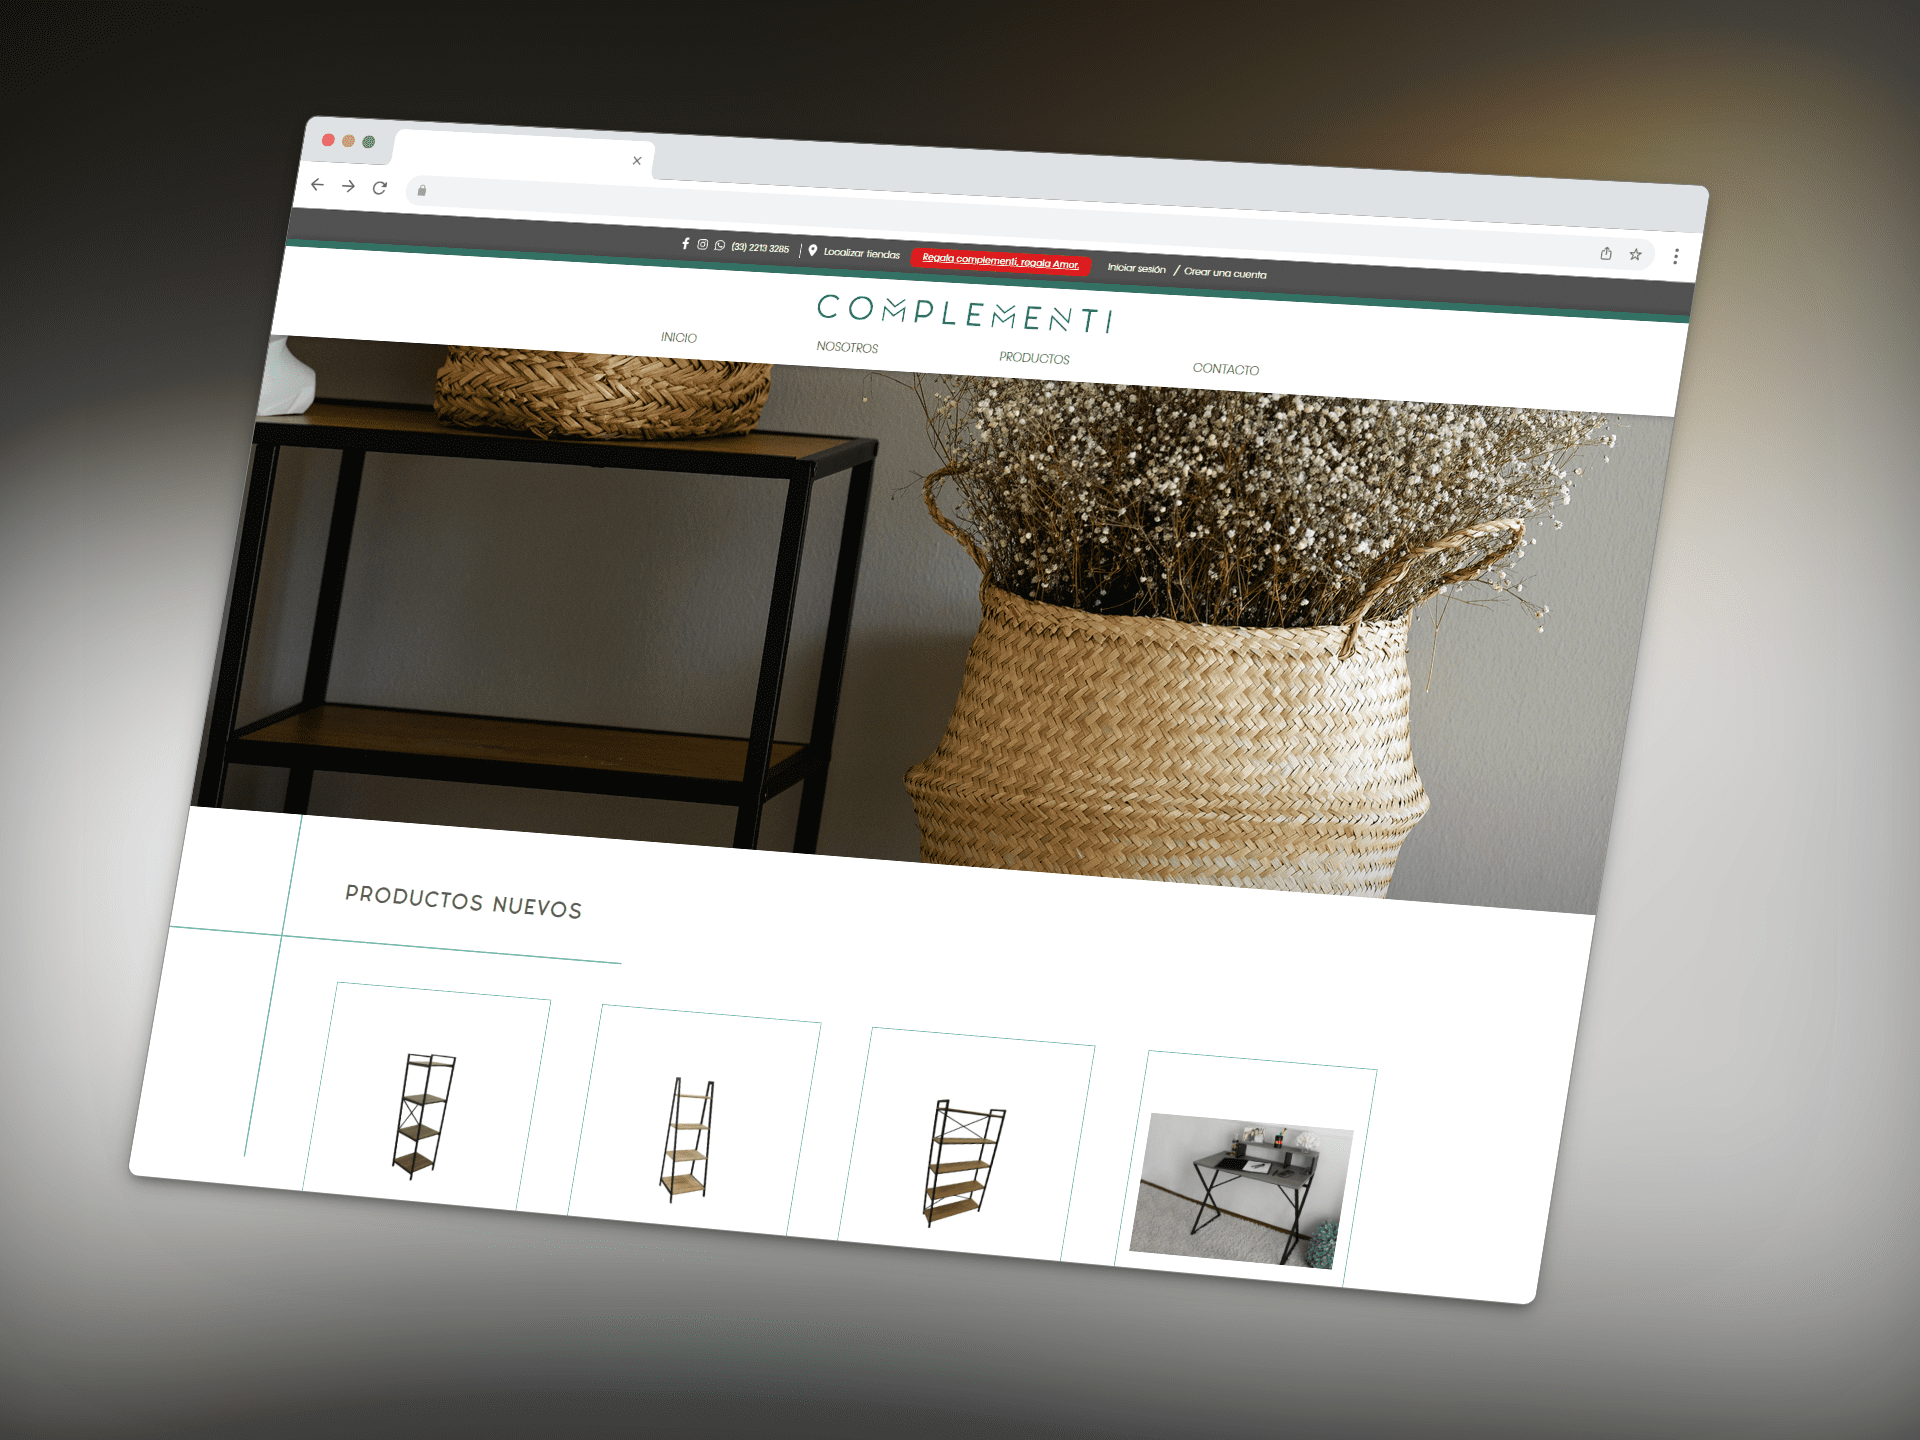 (33) 2213 3285 | Localizar tiendas Regala complementi, regala Amor. Iniciar sesión / Crear una cuenta
COMPLEMENTI
INICIO NOSOTROS PRODUCTOS CONTACTO
PRODUCTOS NUEVOS